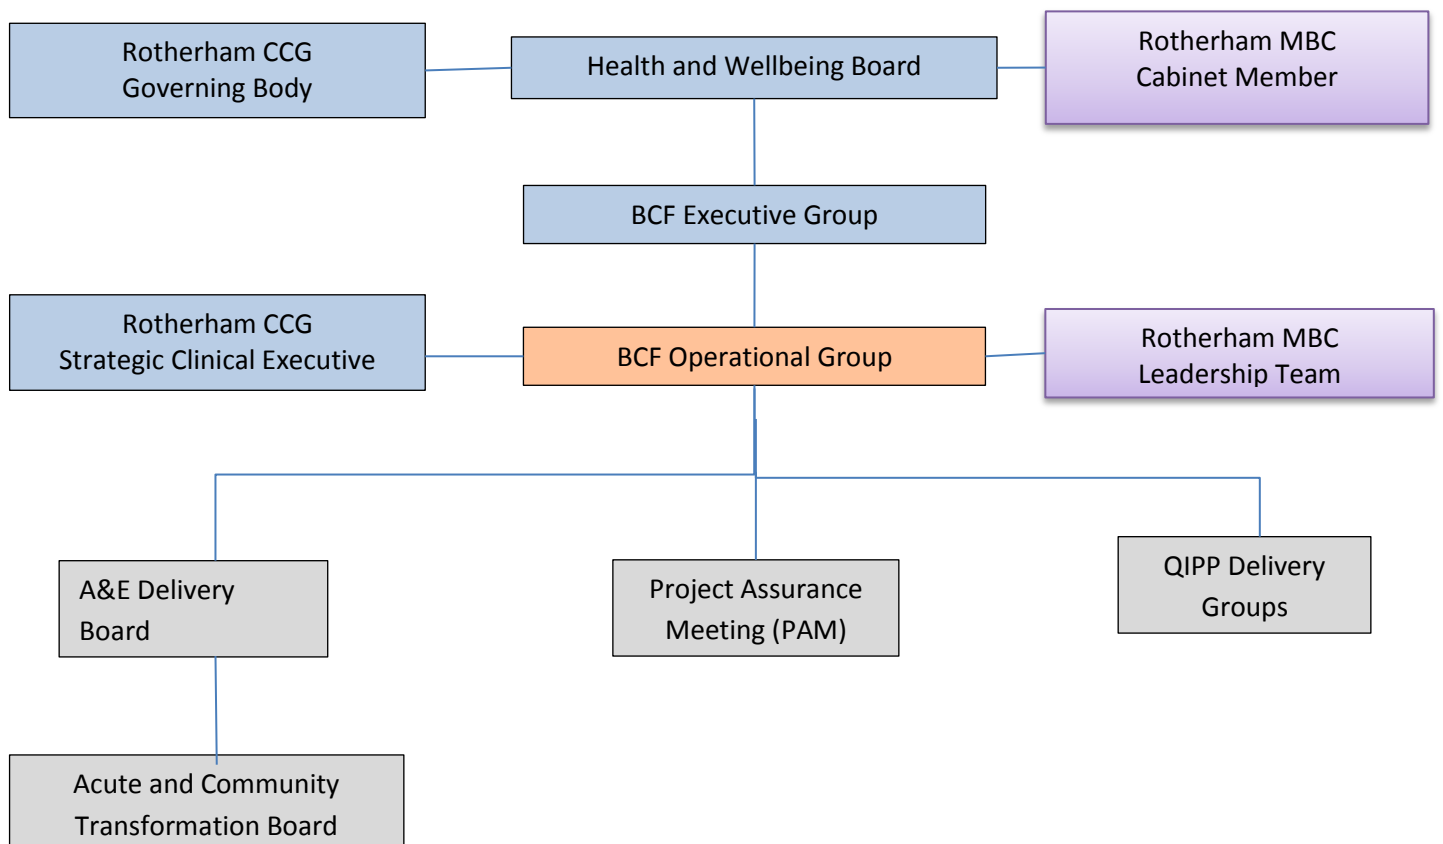 Rotherham CCG
Governing Body
Health and Wellbeing Board
Rotherham MBC
Cabinet Member
BCF Executive Group
Rotherham CCG
Strategic Clinical Executive
BCF Operational Group
Rotherham MBC
Leadership Team
A&E Delivery
Board
Project Assurance
Meeting (PAM)
QIPP Delivery
Groups
Acute and Community
Transformation Board